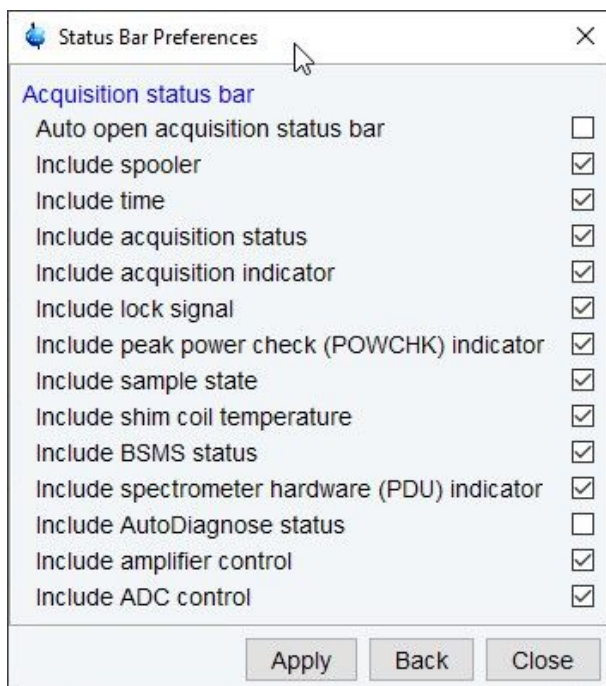 Status Bar Preferences
Acquisition status bar
Auto open acquisition status bar
Include spooler
Include time
Include acquisition status
Include acquisition indicator
Include lock signal
Include peak power check (POWCHK) indicator
Include sample state
Include shim coil temperature
Include BSMS status
Include spectrometer hardware (PDU) indicator
Include AutoDiagnose status
Include amplifier control
Include ADC control
Apply Back Close